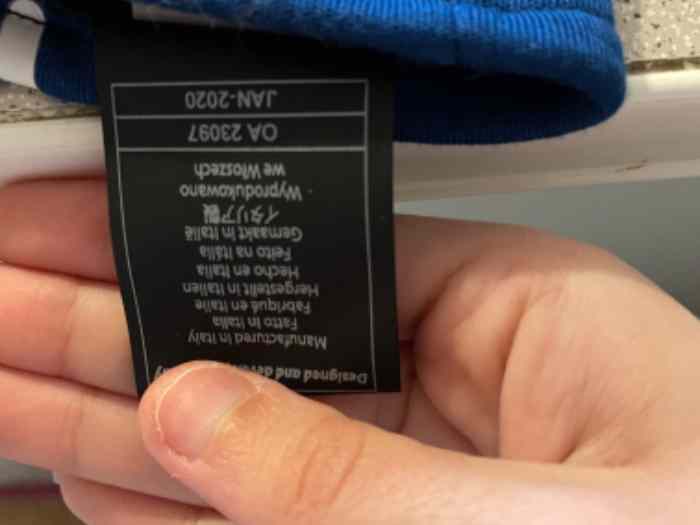 Designed and
Manufactured in Italy
Fatto in Italia
Fabriqué en Italie
Hergestellt in Italien
Hecho en Italia
Feito na Itália
Gemaakt in Italië
イタリア製
Wyprodukowano
we Włoszech
OA 23097
JAN-2020